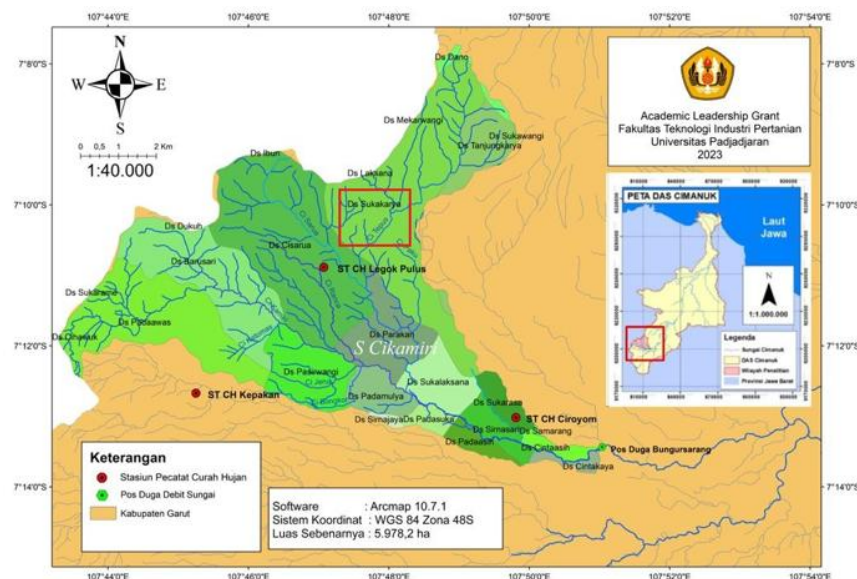 107°44'0"E 107°46'0"E 107°48'0"E 107°50'0"E 107°52'0"E 107°54'0"E
N
W E
S
0 0,5 1 2 Km
1:40.000
7°8'0"S
7°10'0"S
7°12'0"S
7°14'0"S
Ds Dano
Ds Mekarwangi
Ds Sukawangi
Ds Tanjungkarya
Ds Ibun
Ds Laksana
Ds Sukakarya
Ds Dukuh
Ds Cisarua
Ds Barusari
ST CH Legok Pulus
Ds Sukarame
Ds Padaawas
Ds Parakan
S Cikamiri
Ds Pasirwangi
Ds Sukalaksana
ST CH Kepakan
Ds Padamulya
Ds Sukarasa
ST CH Ciroyom
Ds Sirnajaya
Ds Padasuka
Ds Sirnasari
Ds Samarang
Ds Padaasih
Ds Cintaasih
Pos Duga Bungursarang
Ds Cintakaya
Academic Leadership Grant
Fakultas Teknologi Industri Pertanian
Universitas Padjadjaran
2023
PETA DAS CIMANUK
Laut
Jawa
N
1:1.000.000
Legenda
Sungai Cimanuk
DAS Cimanuk
Wilayah Penelitian
Provinsi Jawa Barat
Keterangan
Stasiun Pecatat Curah Hujan
Pos Duga Debit Sungai
Kabupaten Garut
Software : Arcmap 10.7.1
Sistem Koordinat : WGS 84 Zona 48S
Luas Sebenarnya : 5.978,2 ha
7°8'0"S
7°10'0"S
7°12'0"S
7°14'0"S
107°44'0"E 107°46'0"E 107°48'0"E 107°50'0"E 107°52'0"E 107°54'0"E